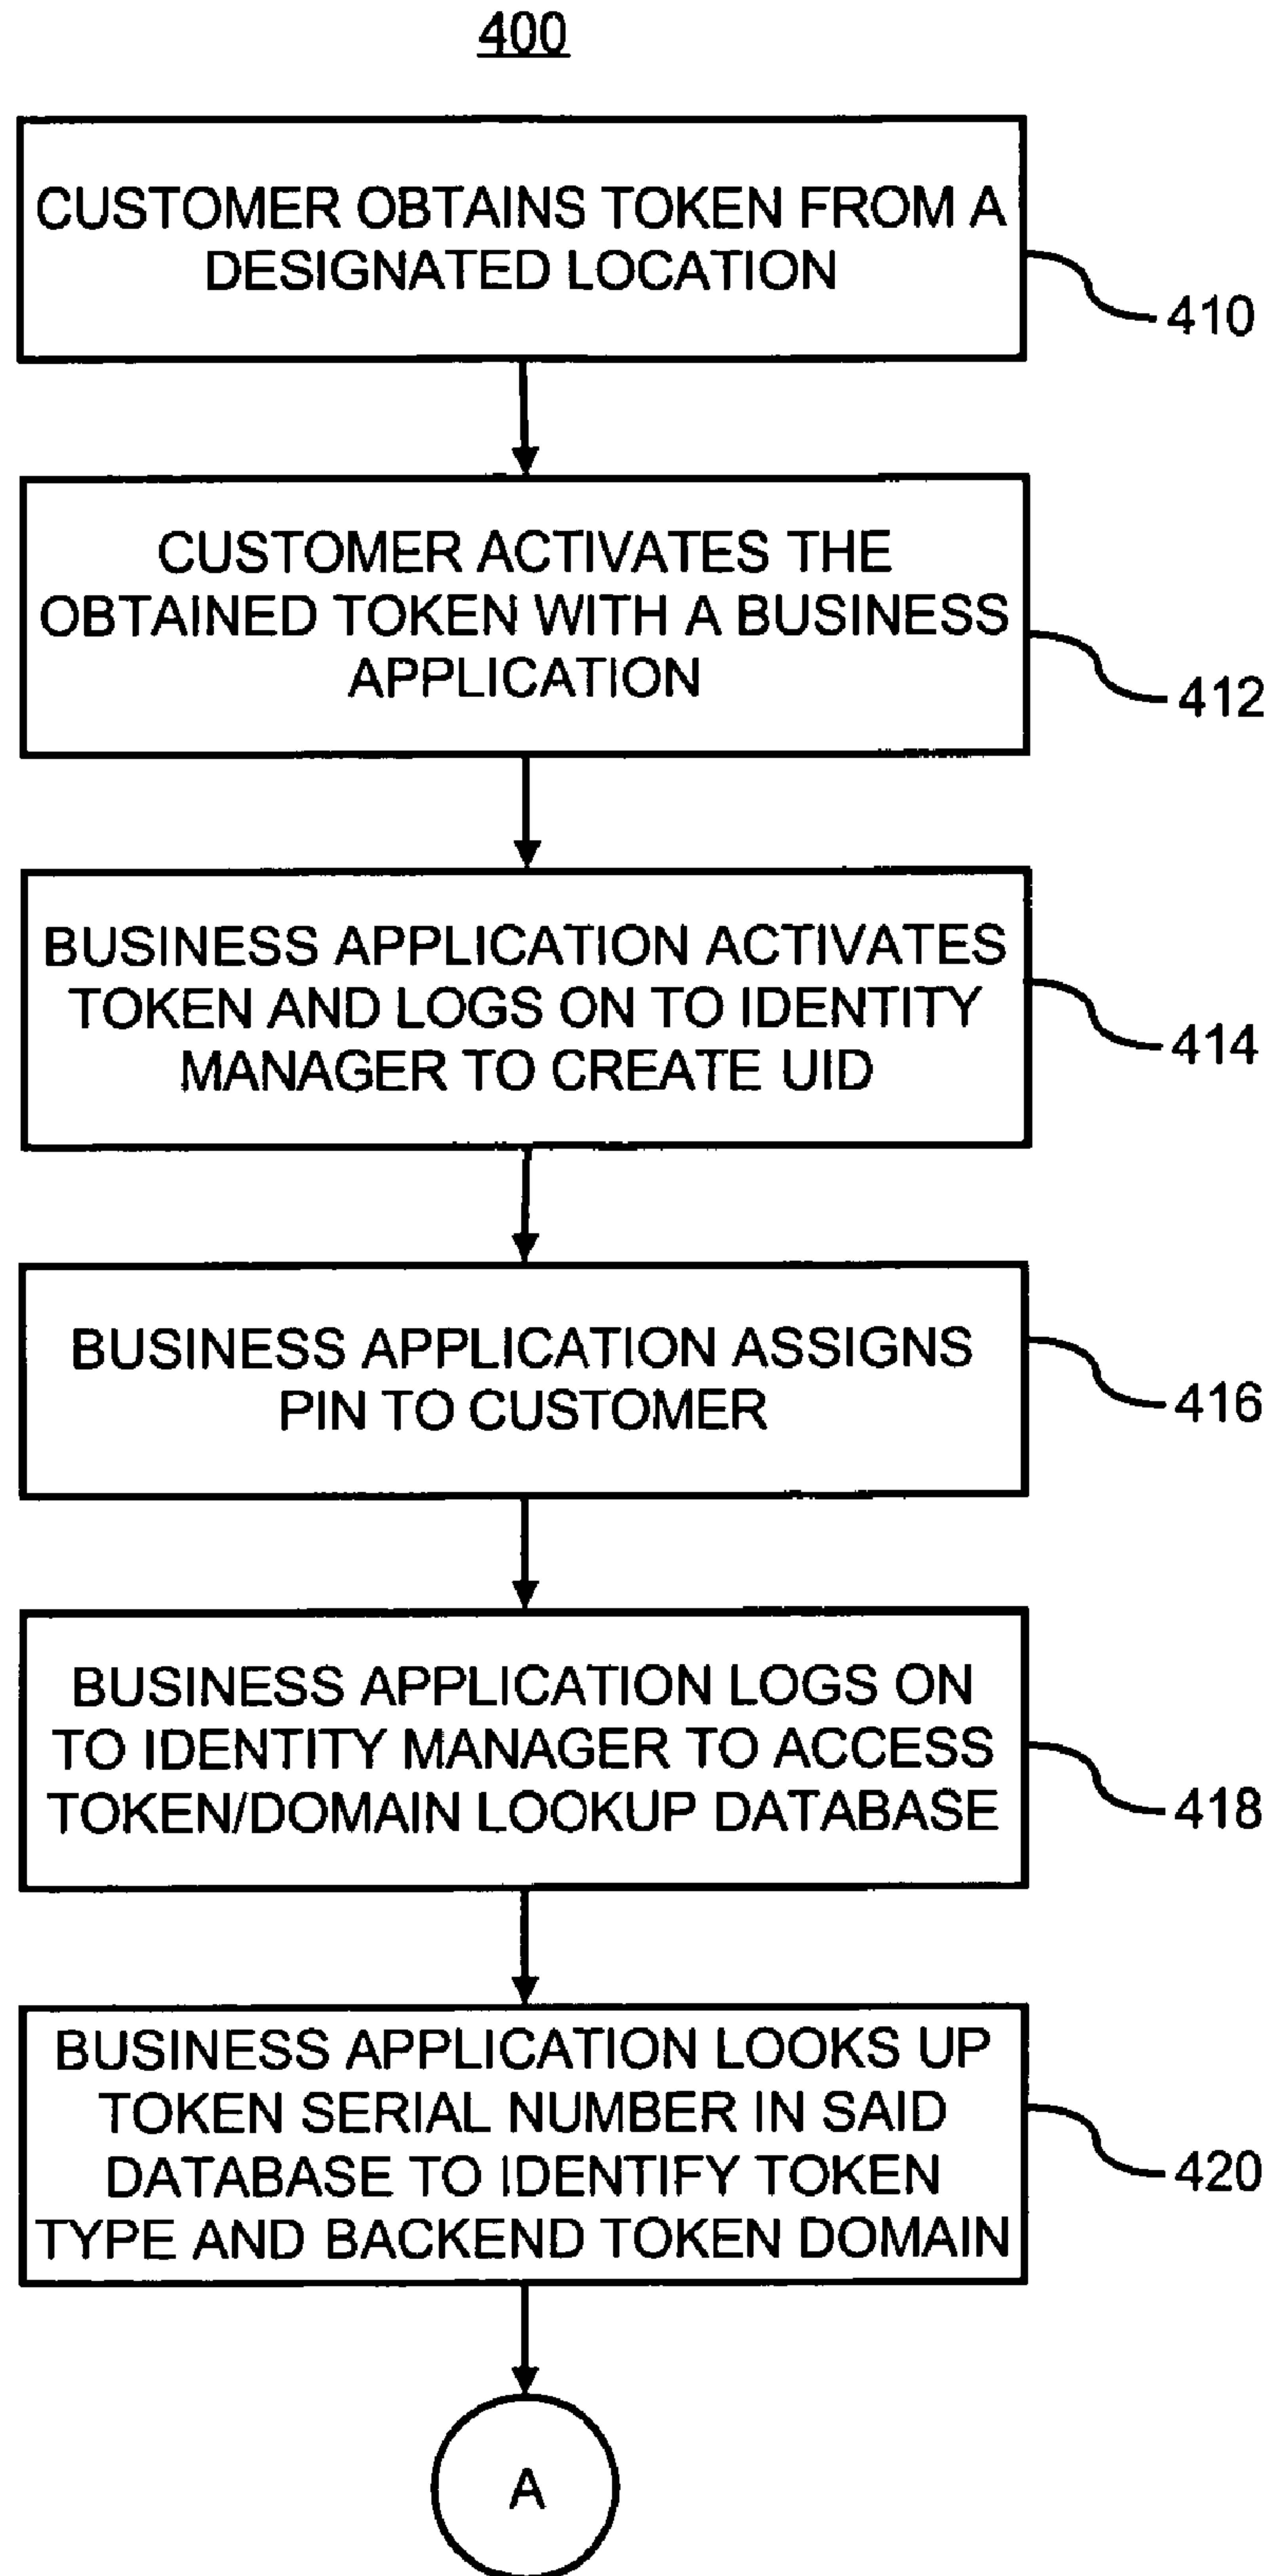 400
CUSTOMER OBTAINS TOKEN FROM A
DESIGNATED LOCATION
410
CUSTOMER ACTIVATES THE
OBTAINED TOKEN WITH A BUSINESS
APPLICATION
412
BUSINESS APPLICATION ACTIVATES
TOKEN AND LOGS ON TO IDENTITY
MANAGER TO CREATE UID
414
BUSINESS APPLICATION ASSIGNS
PIN TO CUSTOMER
416
BUSINESS APPLICATION LOGS ON
TO IDENTITY MANAGER TO ACCESS
TOKEN/DOMAIN LOOKUP DATABASE
418
BUSINESS APPLICATION LOOKS UP
TOKEN SERIAL NUMBER IN SAID
DATABASE TO IDENTIFY TOKEN
TYPE AND BACKEND TOKEN DOMAIN
420
A